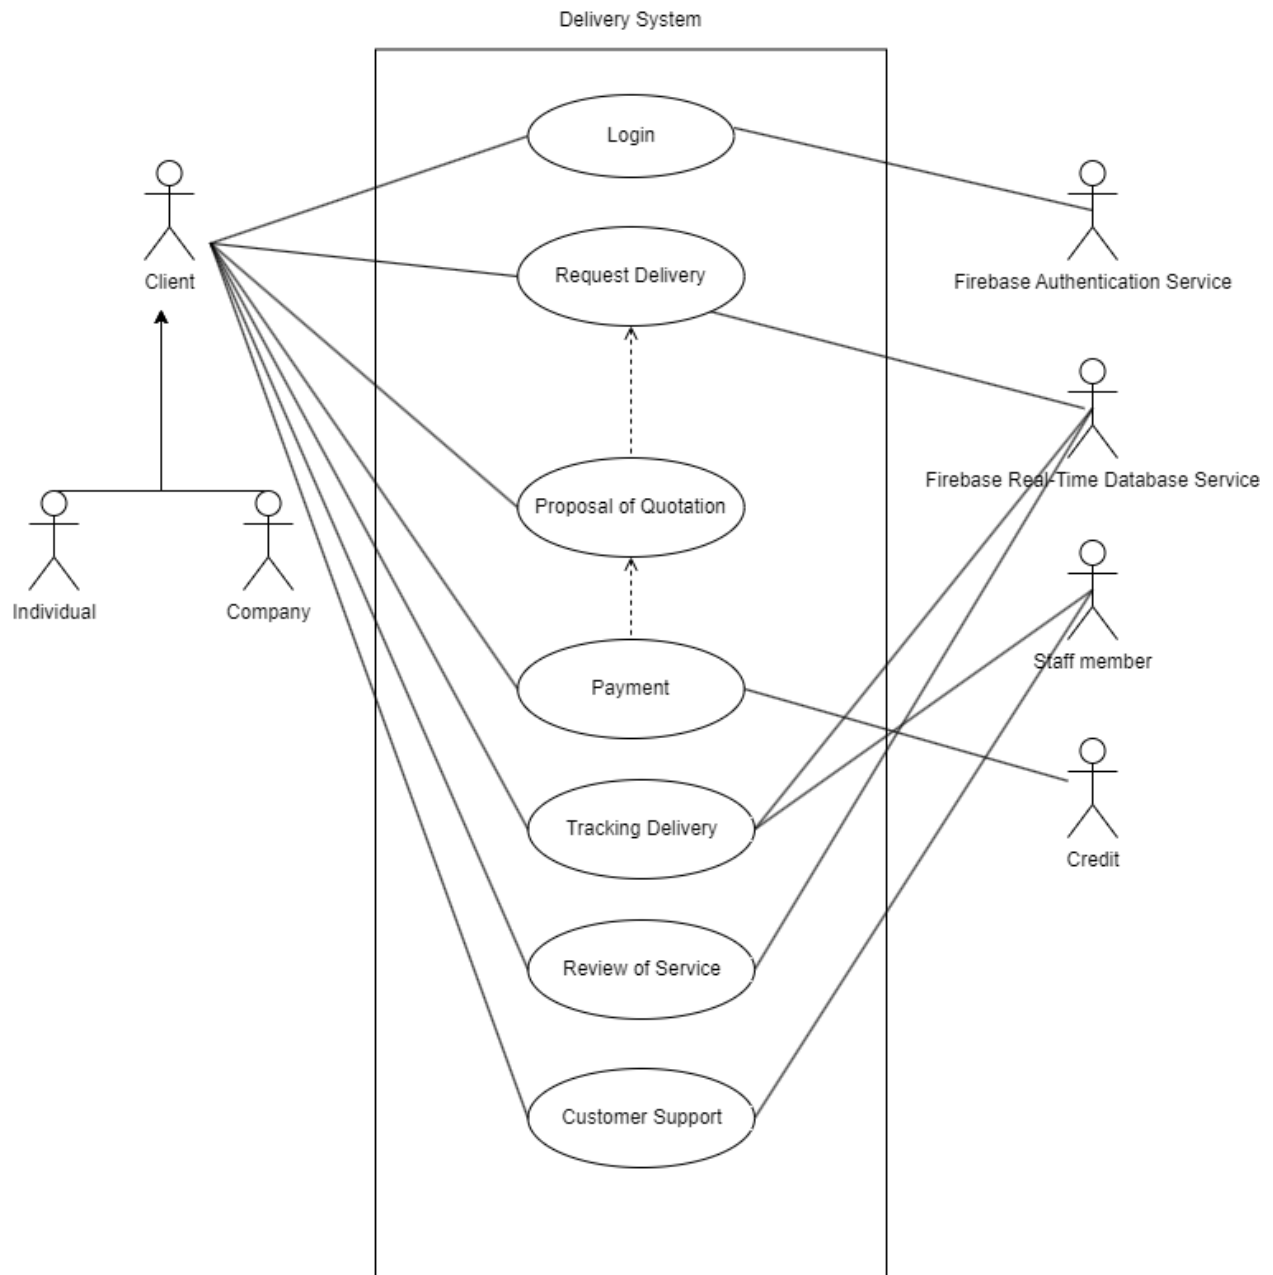 Delivery System
Login
Client
Request Delivery
Firebase Authentication Service
Firebase Real-Time Database Service
Proposal of Quotation
Individual
Company
Staff member
Payment
Tracking Delivery
Credit
Review of Service
Customer Support